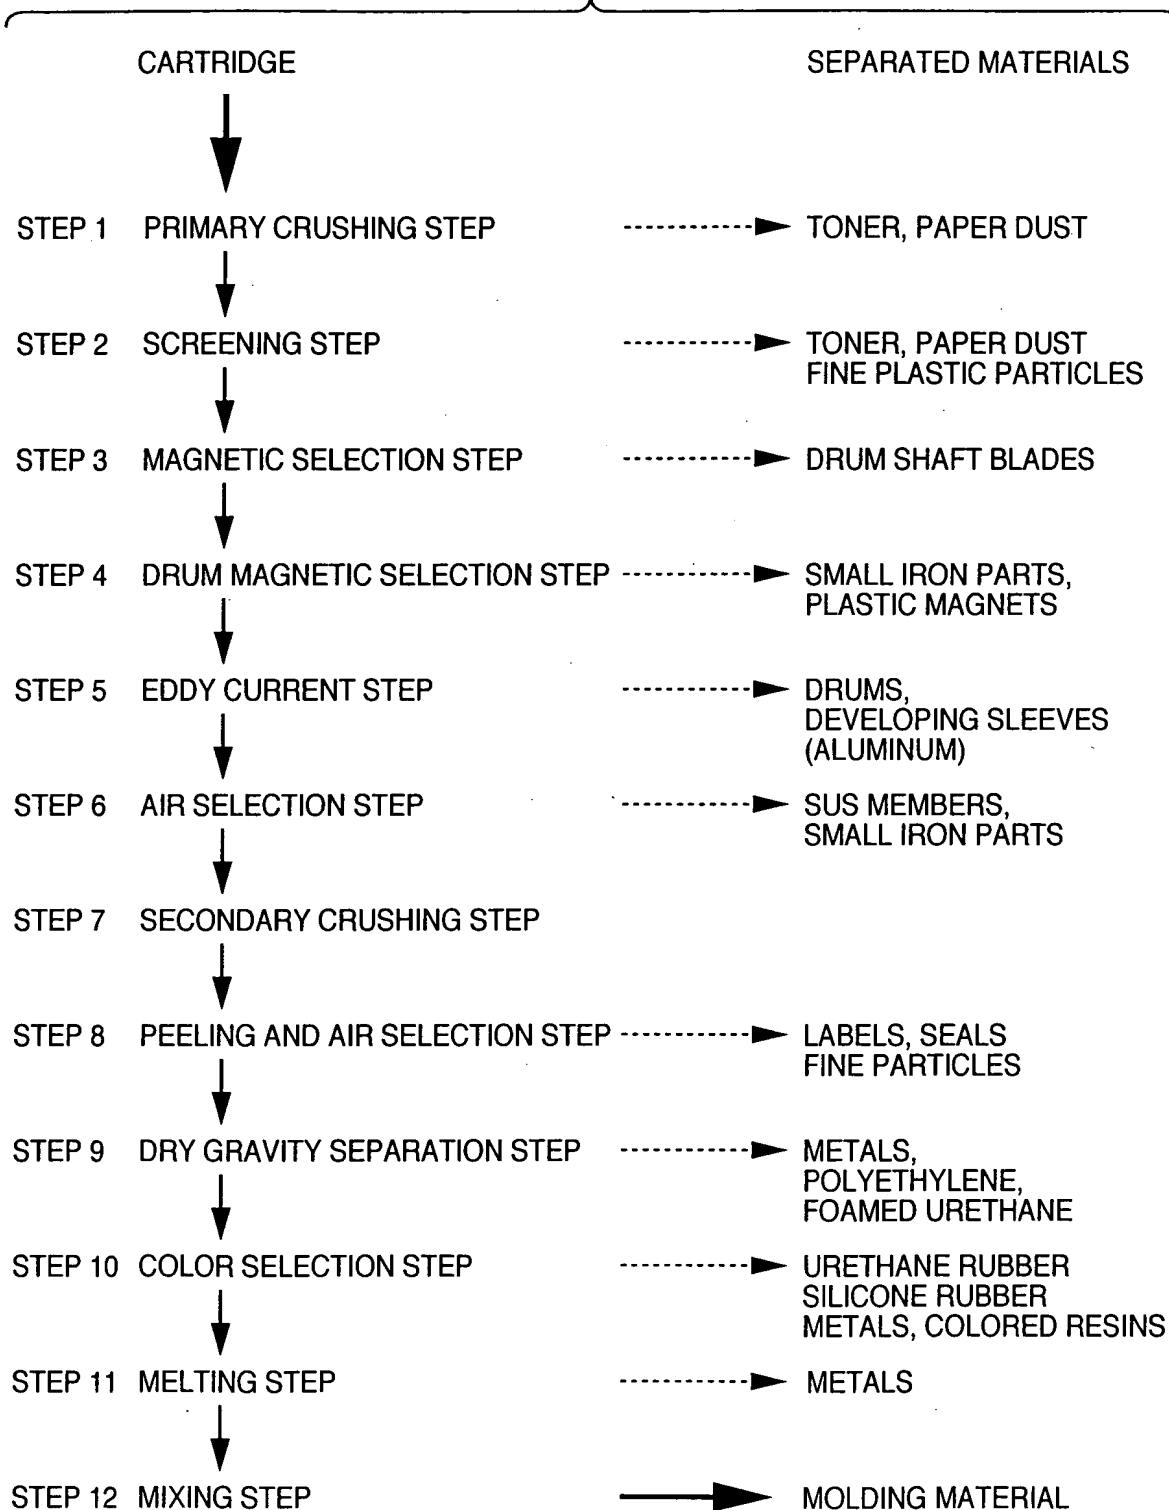 CARTRIDGE SEPARATED MATERIALS
STEP 1 PRIMARY CRUSHING STEP TONER, PAPER DUST
STEP 2 SCREENING STEP TONER, PAPER DUST
FINE PLASTIC PARTICLES
STEP 3 MAGNETIC SELECTION STEP DRUM SHAFT BLADES
STEP 4 DRUM MAGNETIC SELECTION STEP SMALL IRON PARTS,
PLASTIC MAGNETS
STEP 5 EDDY CURRENT STEP DRUMS,
DEVELOPING SLEEVES
(ALUMINUM)
STEP 6 AIR SELECTION STEP SUS MEMBERS,
SMALL IRON PARTS
STEP 7 SECONDARY CRUSHING STEP
STEP 8 PEELING AND AIR SELECTION STEP LABELS, SEALS
FINE PARTICLES
STEP 9 DRY GRAVITY SEPARATION STEP METALS,
POLYETHYLENE,
FOAMED URETHANE
STEP 10 COLOR SELECTION STEP URETHANE RUBBER
SILICONE RUBBER
METALS, COLORED RESINS
STEP 11 MELTING STEP METALS
STEP 12 MIXING STEP MOLDING MATERIAL